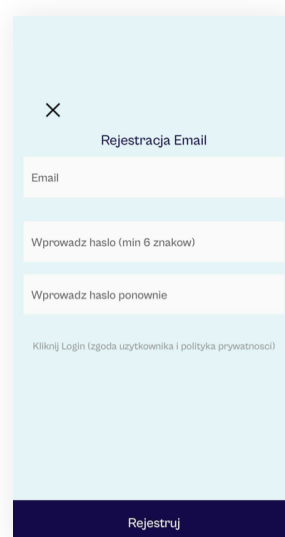 Rejestracja Email
Email
Wprowadz haslo (min 6 znakow)
Wprowadz haslo ponownie
Kliknij Login (zgoda uzytkownika i polityka prywatnosci)
Rejestruj